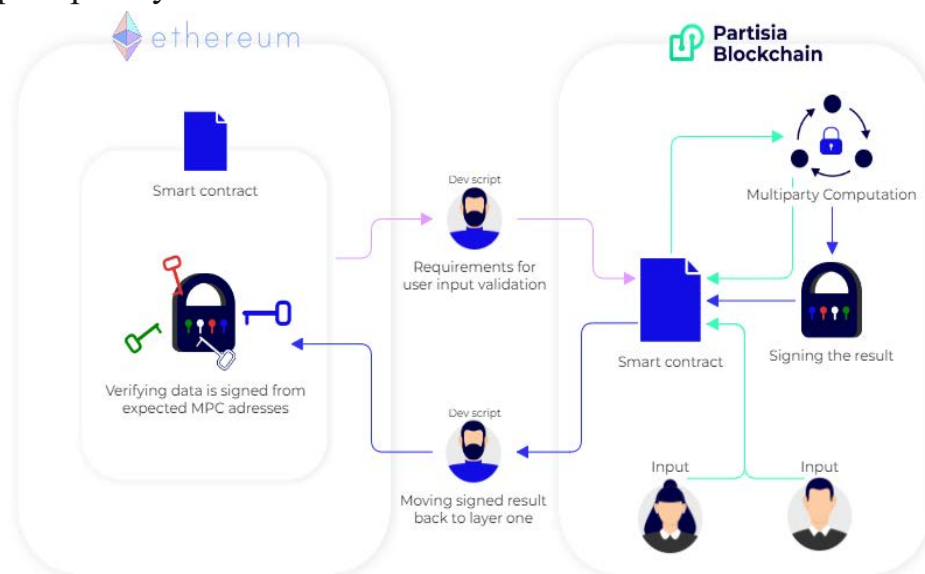 ethereum
Partisia
Blockchain
Smart contract
Dev script
Requirements for
user input validation
Multiparty Computation
Smart contract
Signing the result
Verifying data is signed from
expected MPC adresses
Dev script
Moving signed result
back to layer one
Input
Input